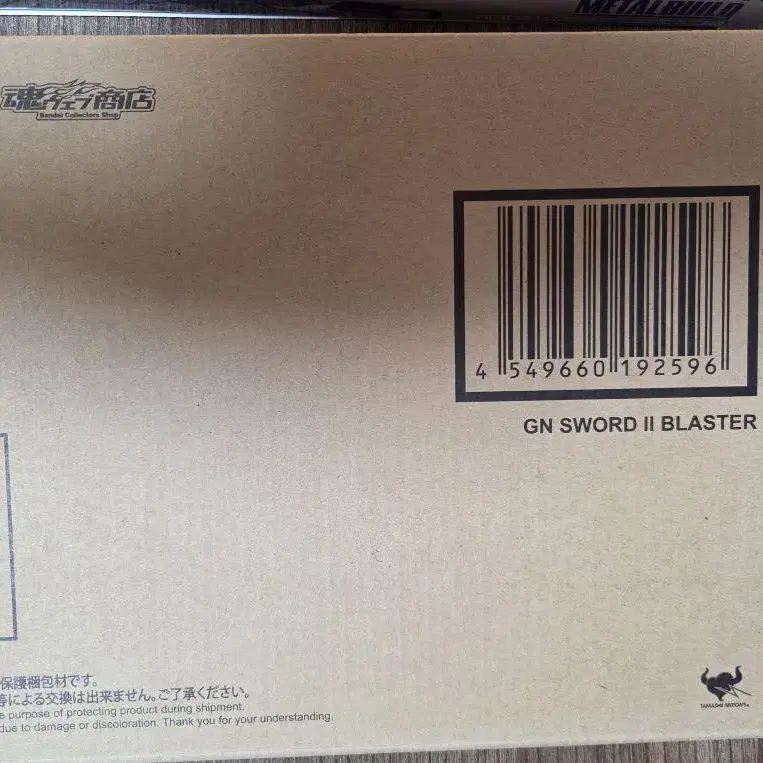 METAL BUILD
魂ウェブ商店
Bandai Collectors Shop
4 549660 192596
GN SWORD II BLASTER
保護梱包材です。
等による交換は出来ません。ご了承ください。
purpose of protecting product during shipment.
due to damage or discoloration. Thank you for your understanding.
TAMASHII NATIONS